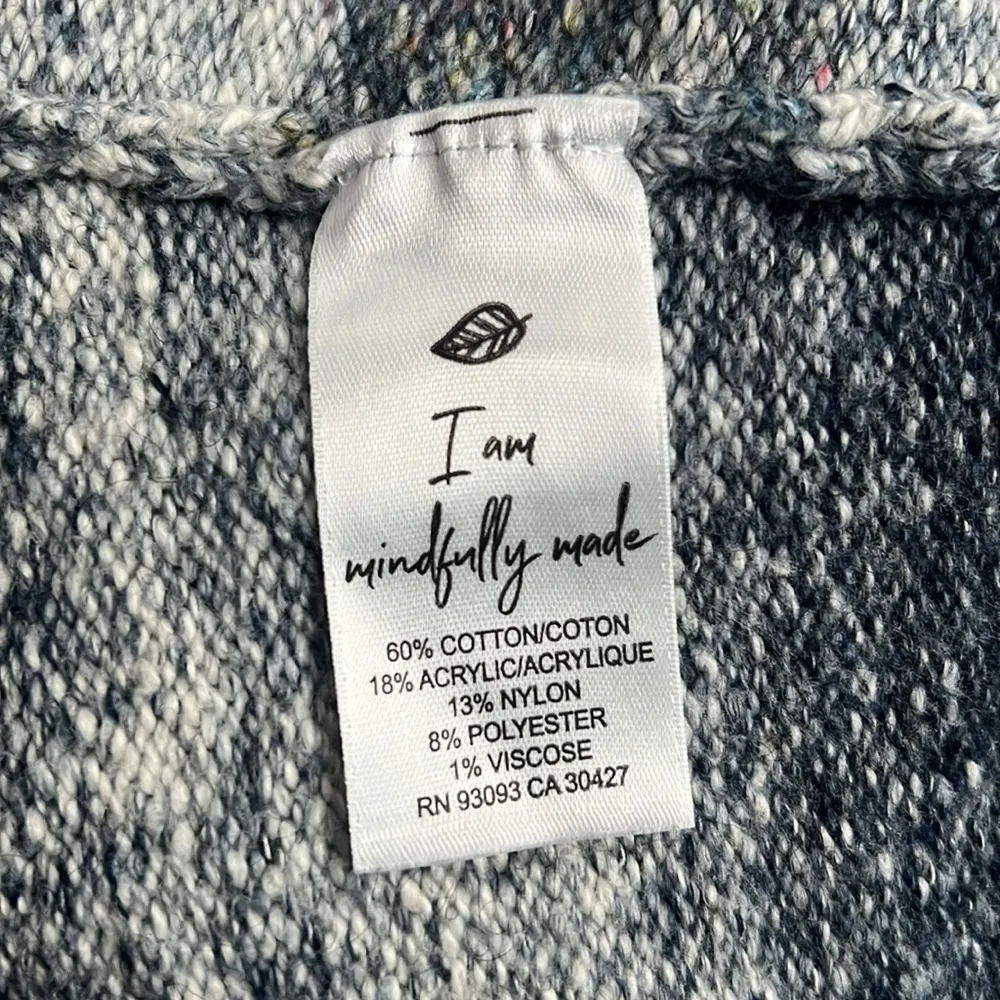 I am
mindfully made
60% COTTON/COTON
18% ACRYLIC/ACRYLIQUE
13% NYLON
8% POLYESTER
1% VISCOSE
RN 93093 CA 30427